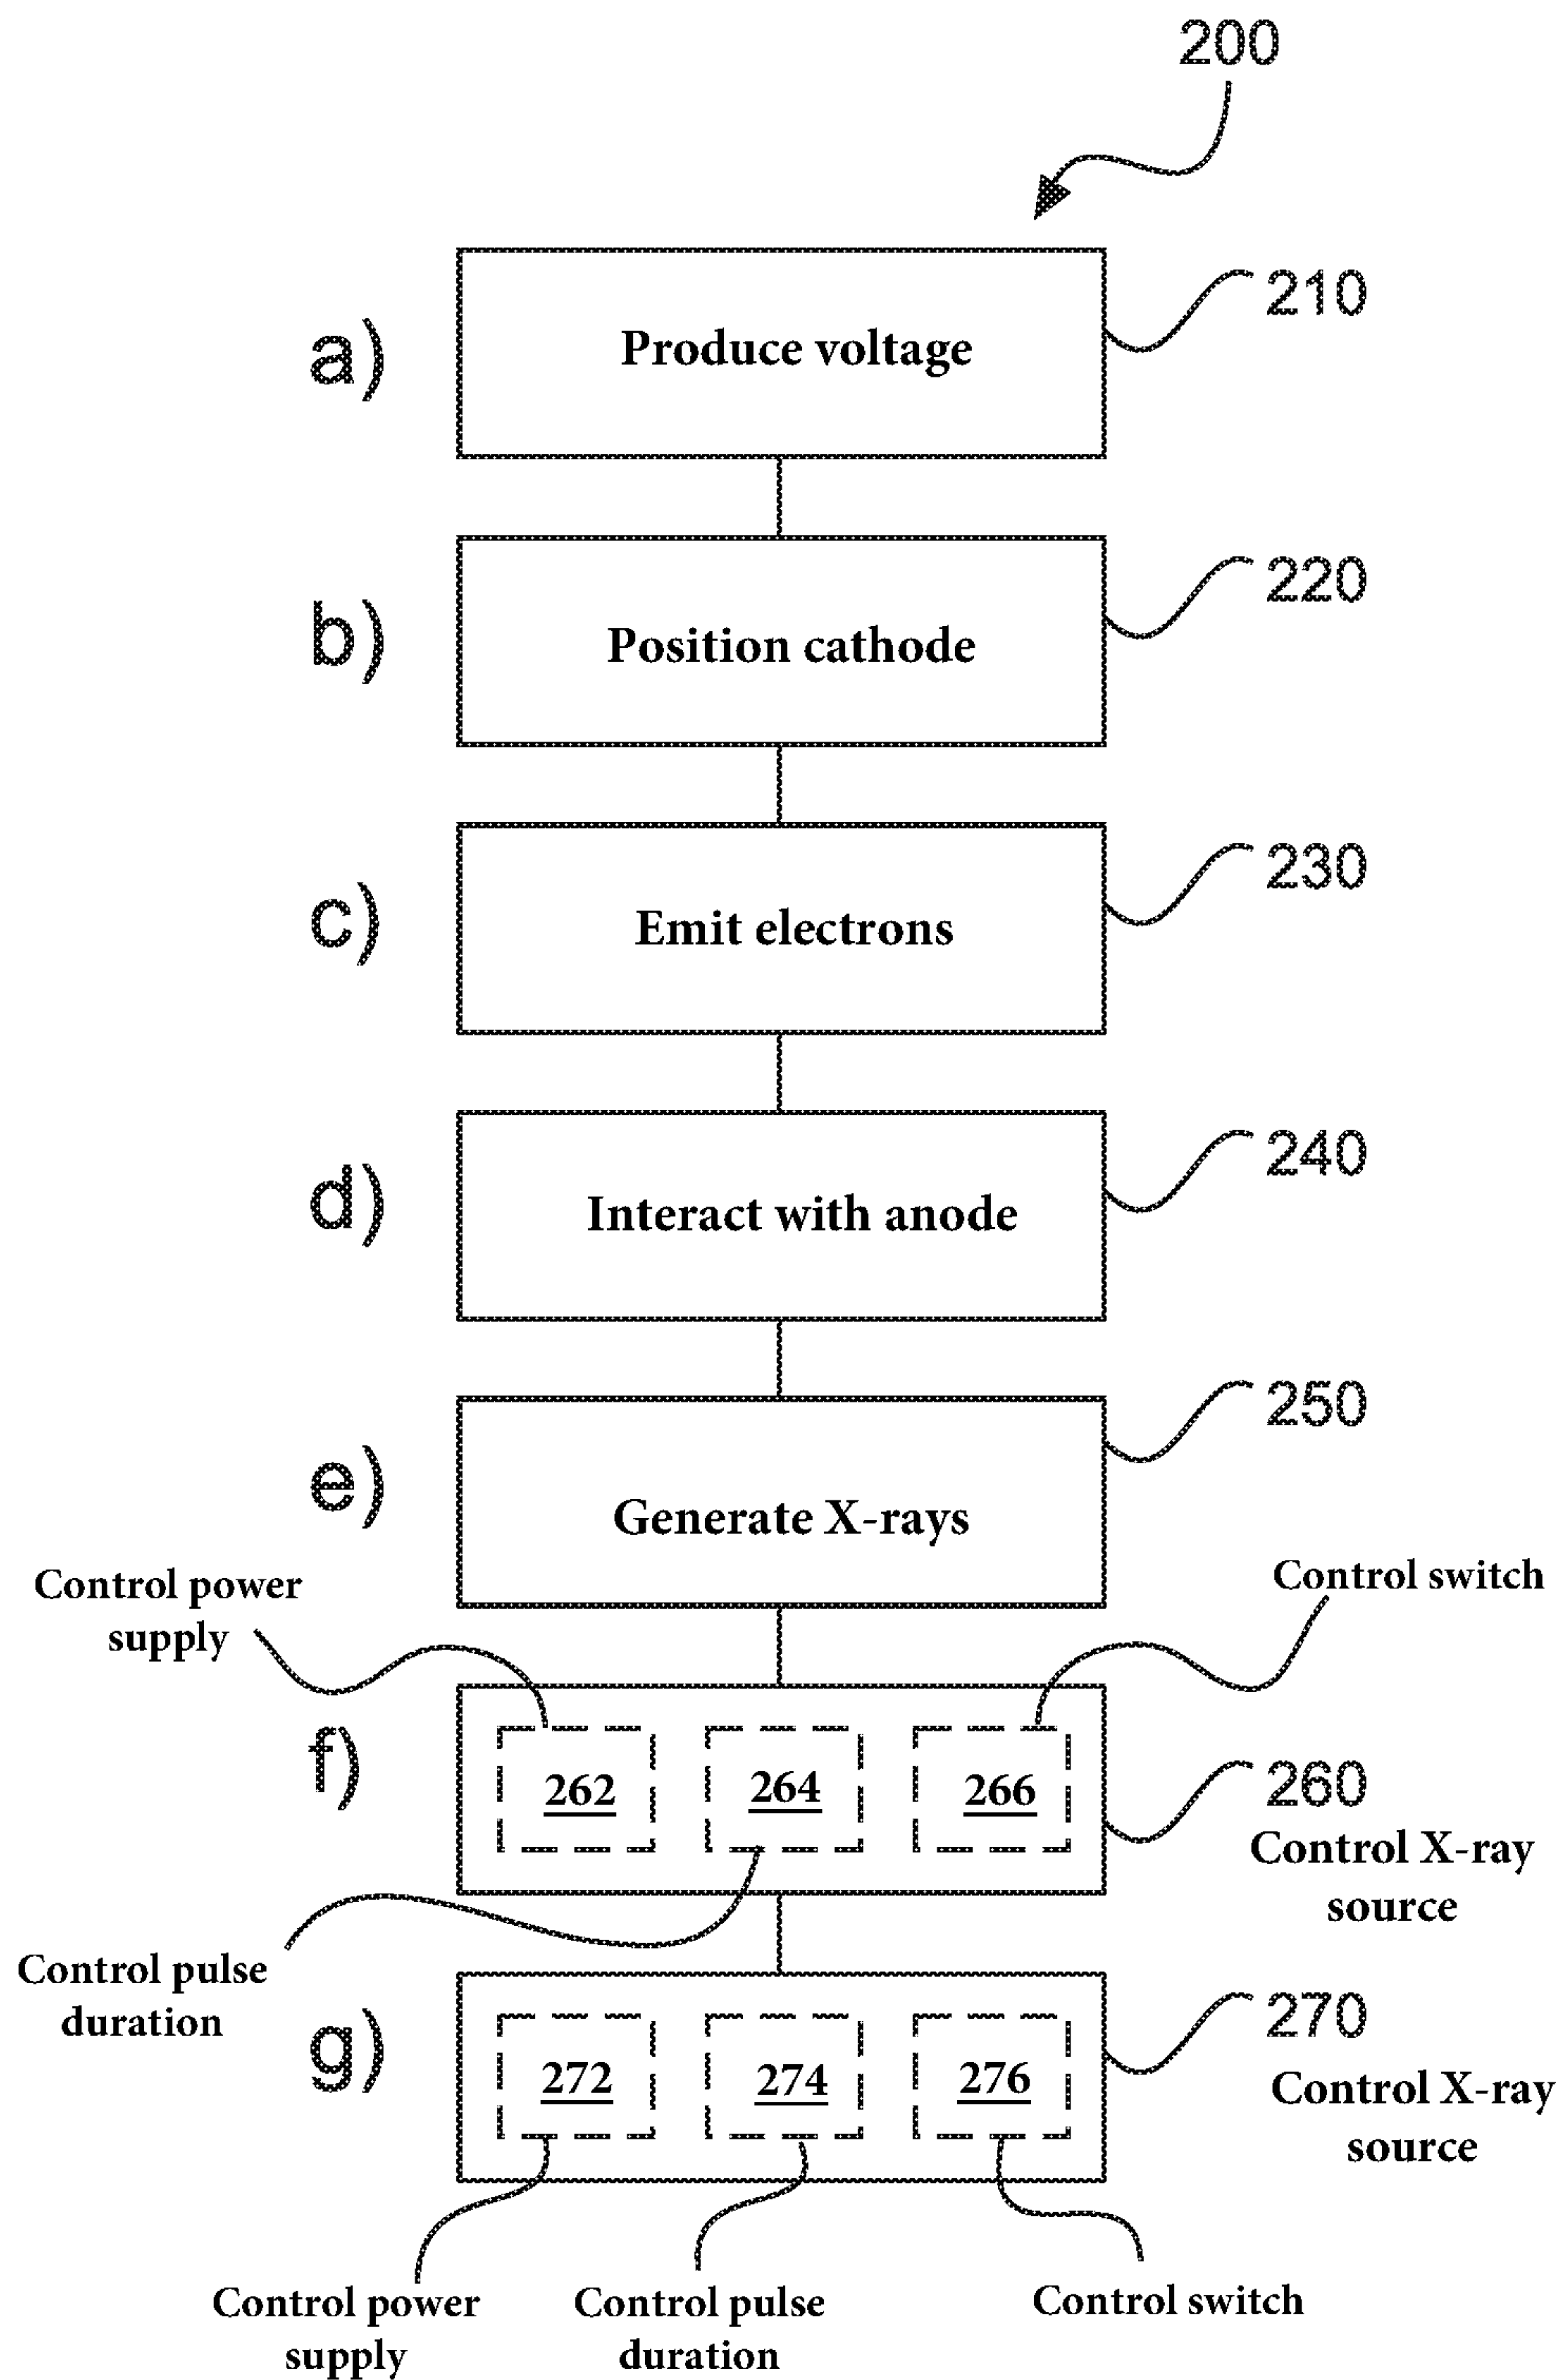 200
210
a)
Produce voltage
220
b)
Position cathode
230
c)
Emit electrons
240
d)
Interact with anode
250
e)
Generate X-rays
Control power
supply
Control switch
f)
262
264
266
260
Control X-ray
source
Control pulse
duration
g)
272
274
276
270
Control X-ray
source
Control power
supply
Control pulse
duration
Control switch